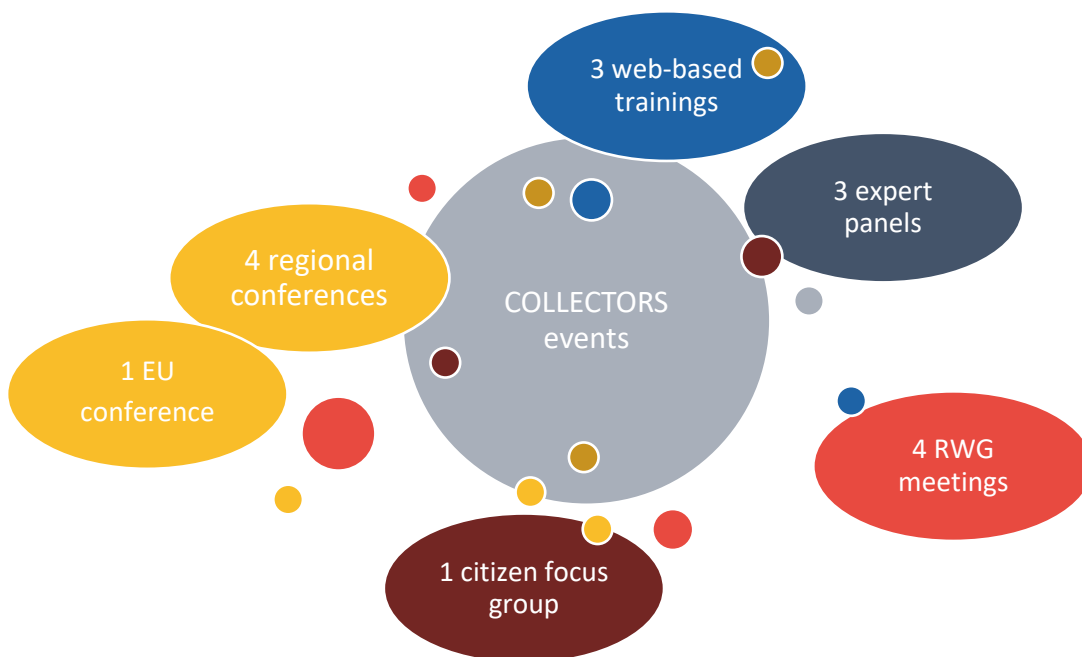 3 web-based
trainings
3 expert
panels
4 regional
conferences
COLLECTORS
events
1 EU
conference
4 RWG
meetings
1 citizen focus
group